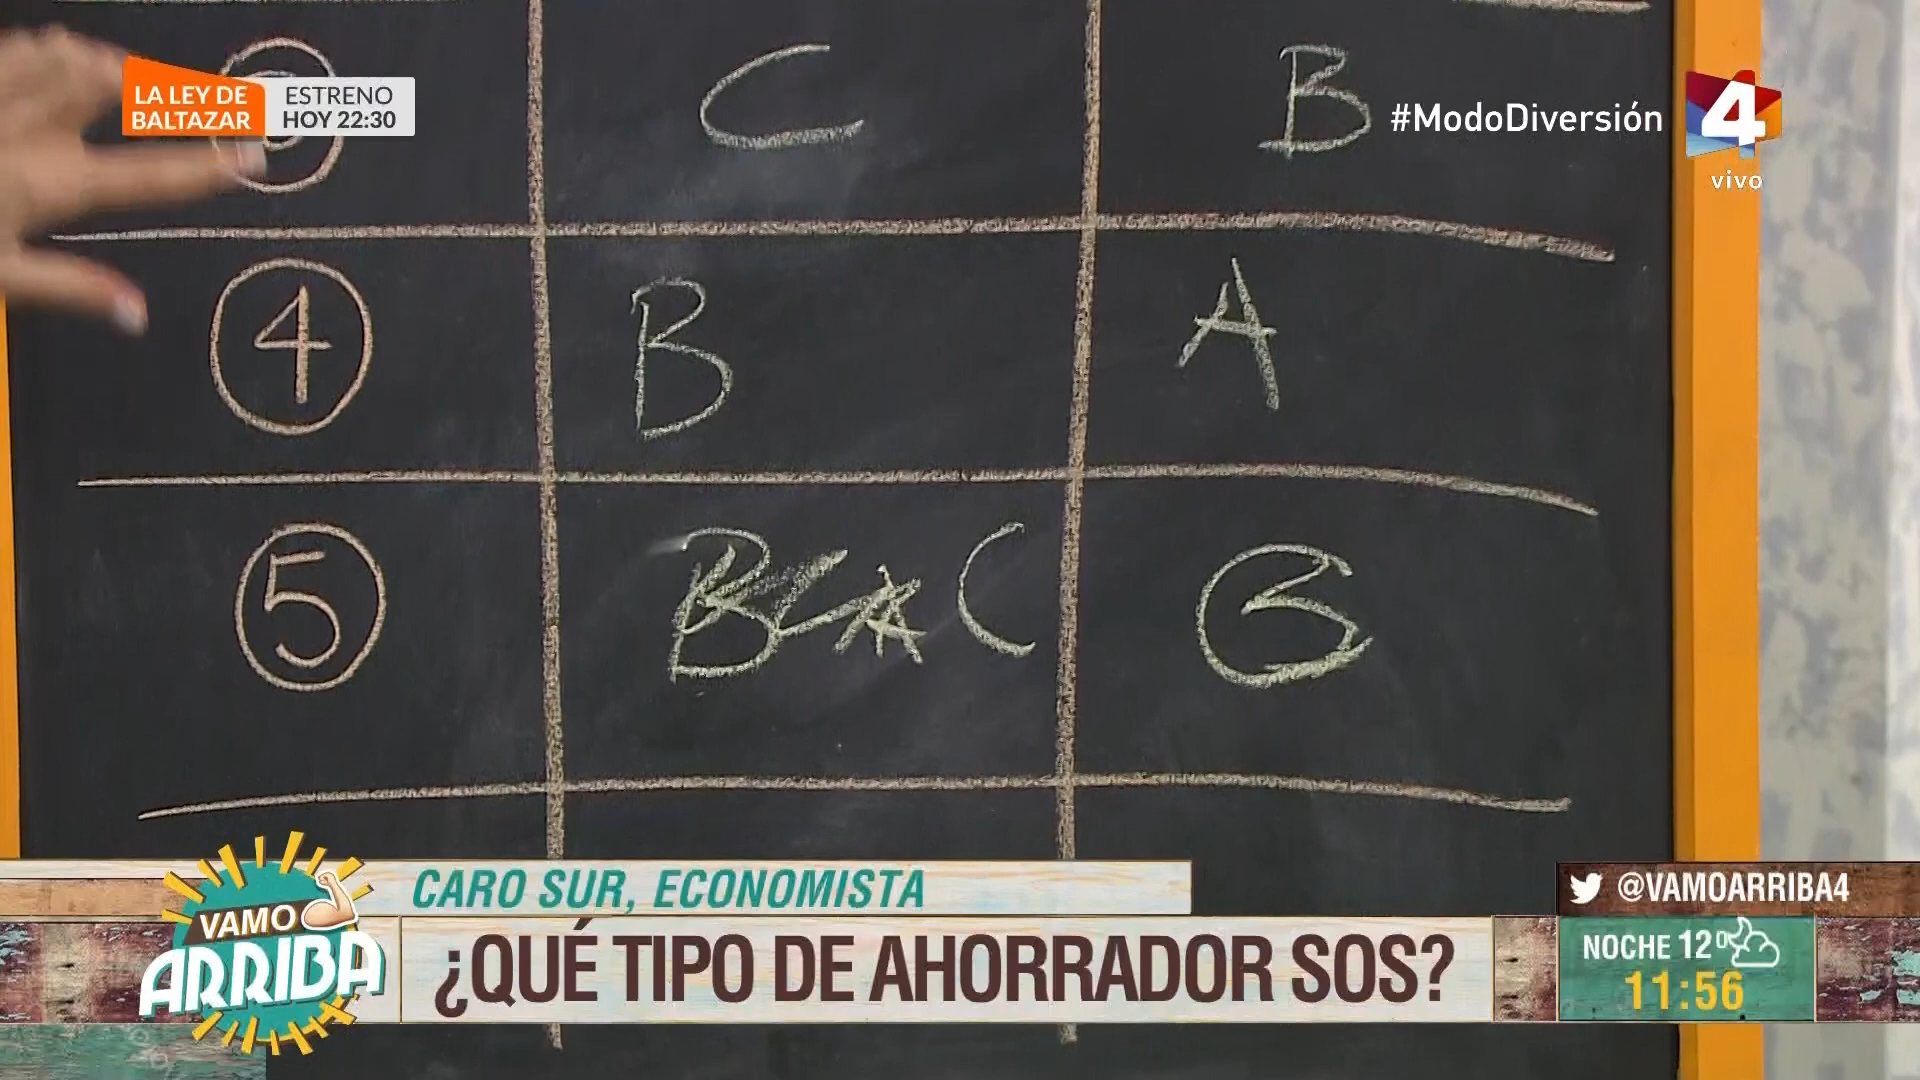 LA LEY DE
BALTAZAR
ESTRENO
HOY 22:30
C
B
#ModoDiversión
4
vivo
4
B
A
5
B
C
CARO SUR, ECONOMISTA
@VAMOARRIBA4
VAMO
ARRIBA
¿QUÉ TIPO DE AHORRADOR SOS?
NOCHE 12º
11:56